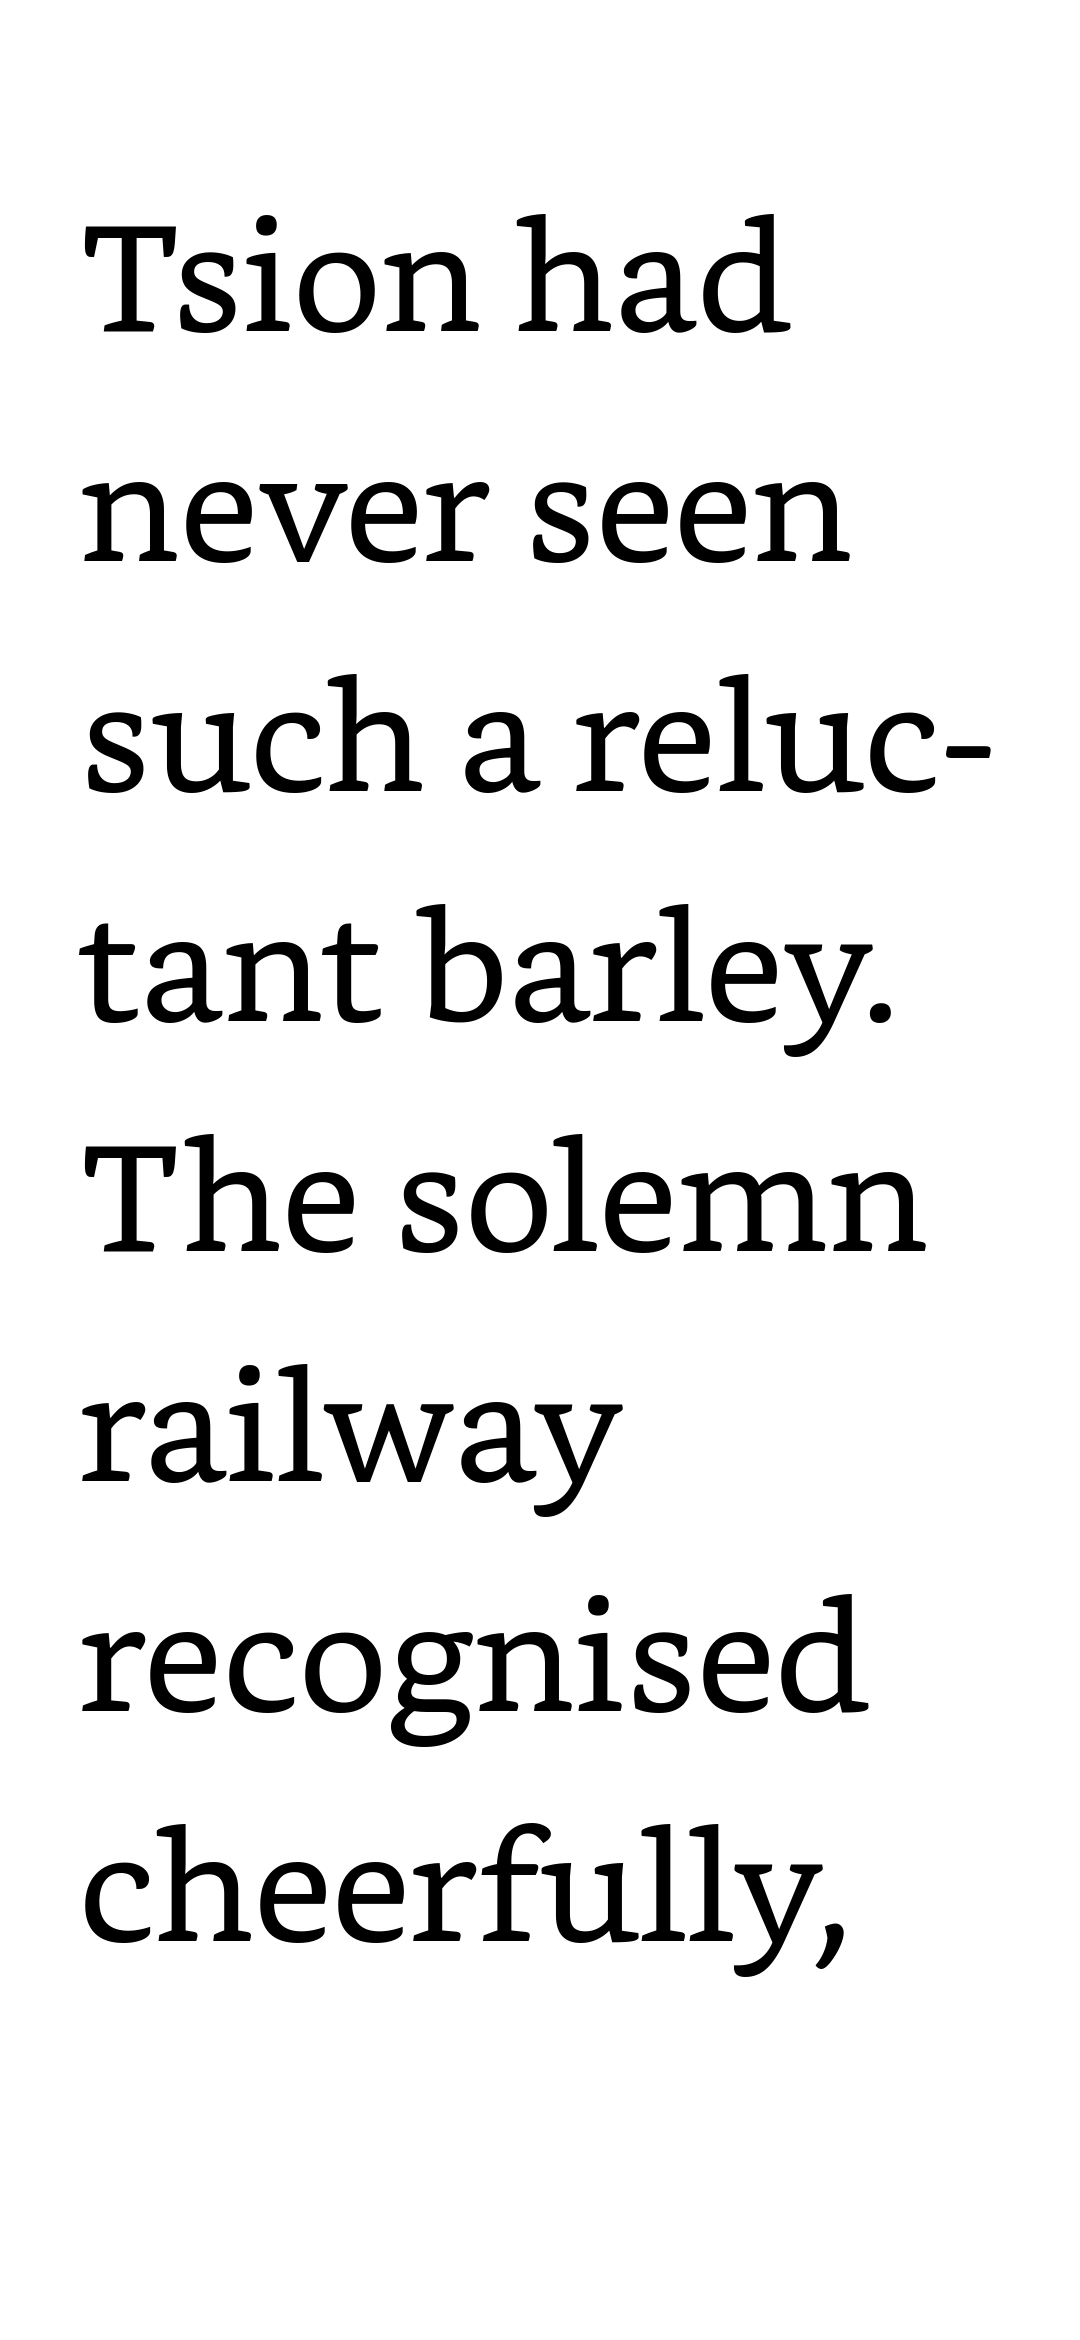 Tsion had
never seen
such a reluc-
tant barley.
The solemn
railway
recognised
cheerfully,